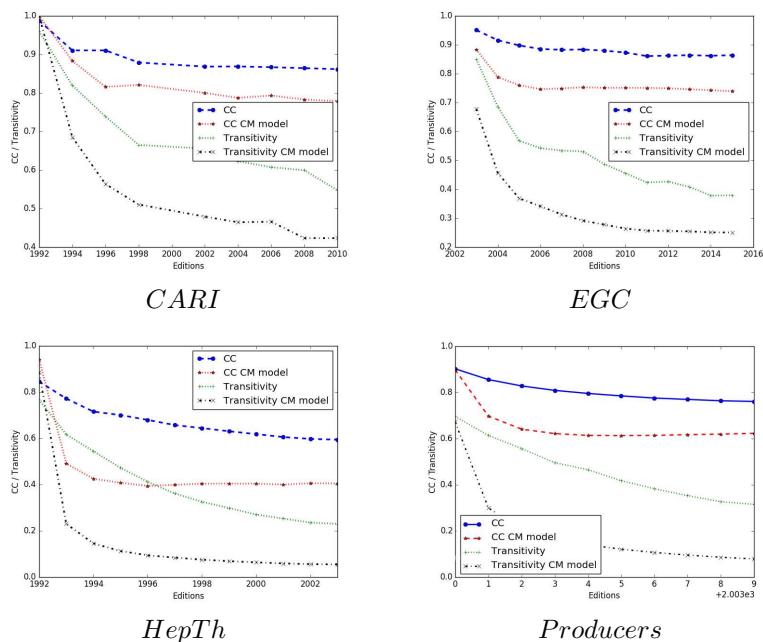 1.0
0.9
0.8
0.7
0.6
0.5
0.4
CC / Transitivity
CC
CC CM model
Transitivity
Transitivity CM model
1992 1994 1996 1998 2000 2002 2004 2006 2008 2010
Editions
CARI
1.0
0.9
0.8
0.7
0.6
0.5
0.4
0.3
0.2
CC / Transitivity
CC
CC CM model
Transitivity
Transitivity CM model
2002 2004 2006 2008 2010 2012 2014 2016
Editions
EGC
1.0
0.8
0.6
0.4
0.2
0.0
CC / Transitivity
CC
CC CM model
Transitivity
Transitivity CM model
1992 1994 1996 1998 2000 2002
Editions
HepTh
1.0
0.8
0.6
0.4
0.2
0.0
CC / Transitivity
CC
CC CM model
Transitivity
Transitivity CM model
0 1 2 3 4 5 6 7 8 9
+2.003e3
Editions
Producers